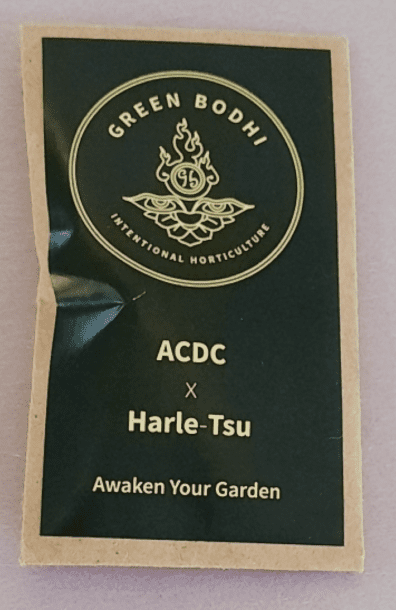 GREEN BODHI
INTENTIONAL HORTICULTURE
ACDC
X
Harle-Tsu
Awaken Your Garden